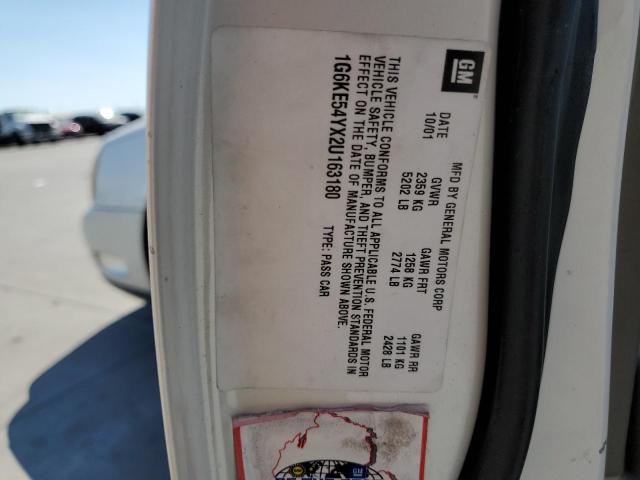 GM
MFD BY GENERAL MOTORS CORP
DATE GVWR GAWR FRT GAWR RR
10/01 2359 KG 1258 KG 1101 KG
5202 LB 2774 LB 2428 LB
THIS VEHICLE CONFORMS TO ALL APPLICABLE U.S. FEDERAL MOTOR
VEHICLE SAFETY, BUMPER, AND THEFT PREVENTION STANDARDS IN
EFFECT ON THE DATE OF MANUFACTURE SHOWN ABOVE.
1G6KE54YX2U163180 TYPE: PASS CAR
GM